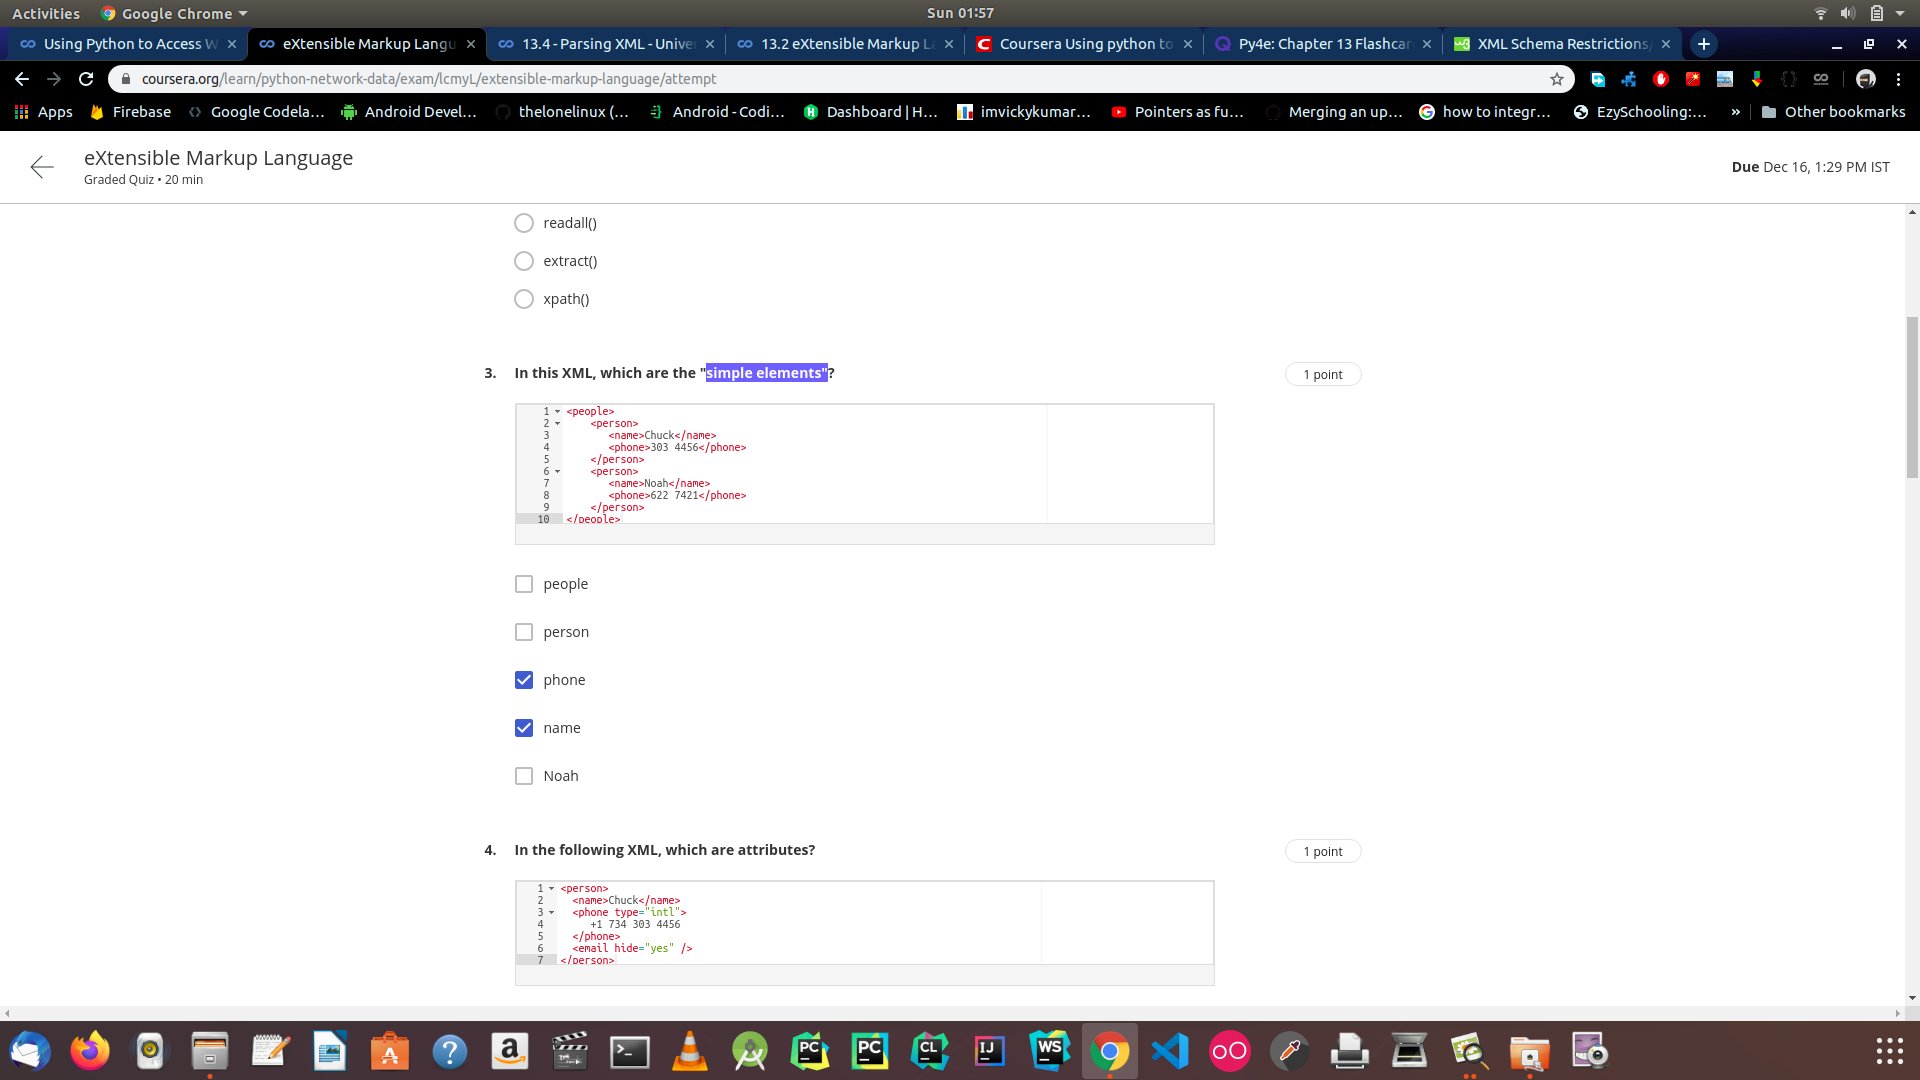 Activities Google Chrome Sun 01:57
Using Python to Access W eXtensible Markup Langu 13.4 - Parsing XML - Unive 13.2 eXtensible Markup La Coursera Using python to Py4e: Chapter 13 Flashcar XML Schema Restrictions/
coursera.org/learn/python-network-data/exam/lcmyL/extensible-markup-language/attempt
Apps Firebase Google Codela... Android Devel... thelonelinux (... Android - Codi... Dashboard | H... imvickykumar... Pointers as fu... Merging an up... how to integr... EzySchooling:... » Other bookmarks
eXtensible Markup Language
Graded Quiz • 20 min
Due Dec 16, 1:29 PM IST
readall()
extract()
xpath()
3. In this XML, which are the "simple elements"? 1 point
1 <people>
2 <person>
3 <name>Chuck</name>
4 <phone>303 4456</phone>
5 </person>
6 <person>
7 <name>Noah</name>
8 <phone>622 7421</phone>
9 </person>
10 </people>
people
person
phone
name
Noah
4. In the following XML, which are attributes? 1 point
1 <person>
2 <name>Chuck</name>
3 <phone type="intl">
4 +1 734 303 4456
5 </phone>
6 <email hide="yes" />
7 </person>